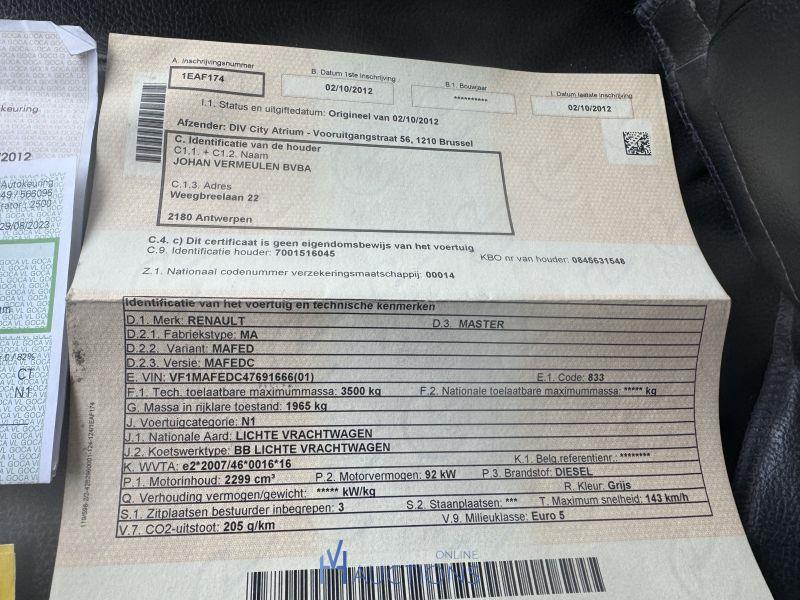 A. Inschrijvingsnummer
1EAF174
B. Datum 1ste inschrijving
02/10/2012
B.1. Bouwjaar
**********
I. Datum laatste inschrijving
02/10/2012
I.1. Status en uitgiftedatum: Origineel van 02/10/2012
Afzender: DIV City Atrium - Vooruitgangstraat 56, 1210 Brussel
C. Identificatie van de houder
C1.1. + C1.2. Naam
JOHAN VERMEULEN BVBA
C.1.3. Adres
Weegbreelaan 22
2180 Antwerpen
C.4. c) Dit certificaat is geen eigendomsbewijs van het voertuig
C.9. Identificatie houder: 7001516045
KBO nr van houder: 0845631548
Z.1. Nationaal codenummer verzekeringsmaatschappij: 00014
Identificatie van het voertuig en technische kenmerken
D.1. Merk: RENAULT
D.3. MASTER
D.2.1. Fabriekstype: MA
D.2.2. Variant: MAFED
D.2.3. Versie: MAFEDC
E. VIN: VF1MAFEDC47691666(01)
E.1. Code: 833
F.1. Tech. toelaatbare maximummassa: 3500 kg
F.2. Nationale toelaatbare maximummassa: ***** kg
G. Massa in rijklare toestand: 1965 kg
J. Voertuigcategorie: N1
J.1. Nationale Aard: LICHTE VRACHTWAGEN
J.2. Koetswerktype: BB LICHTE VRACHTWAGEN
K. WVTA: e2*2007/46*0016*16
K.1. Belg.referentienr.: ********
P.1. Motorinhoud: 2299 cm³
P.2. Motorvermogen: 92 kW
P.3. Brandstof: DIESEL
Q. Verhouding vermogen/gewicht: ***** kW/kg
R. Kleur: Grijs
S.1. Zitplaatsen bestuurder inbegrepen: 3
S.2. Staanplaatsen: ***
T. Maximum snelheid: 143 km/h
V.7. CO2-uitstoot: 205 g/km
V.9. Milieuklasse: Euro 5
ONLINE
AUCTIONS
/2012
Autokeuring
29/08/2023
CT
N1